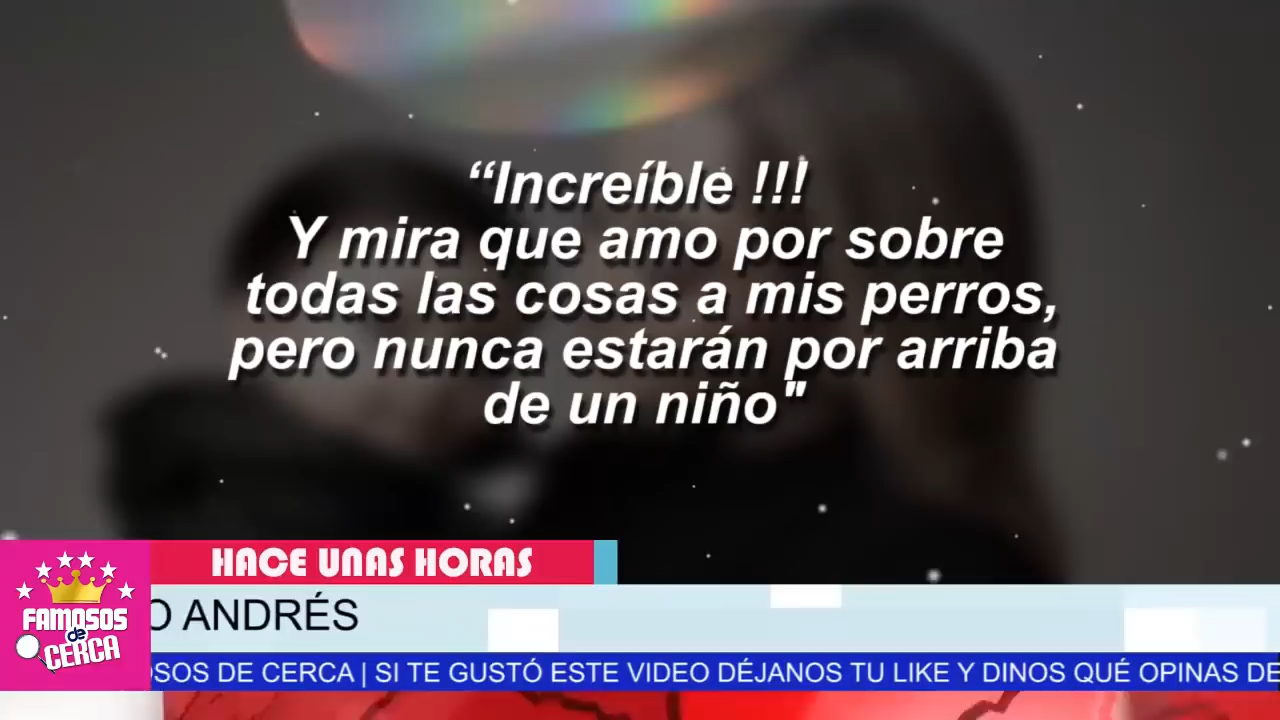 “Increíble !!!
Y mira que amo por sobre
todas las cosas a mis perros,
pero nunca estarán por arriba
de un niño"
HACE UNAS HORAS
O ANDRÉS
FAMOSOS
de
CERCA
OSOS DE CERCA | SI TE GUSTÓ ESTE VIDEO DÉJANOS TU LIKE Y DINOS QUÉ OPINAS DE